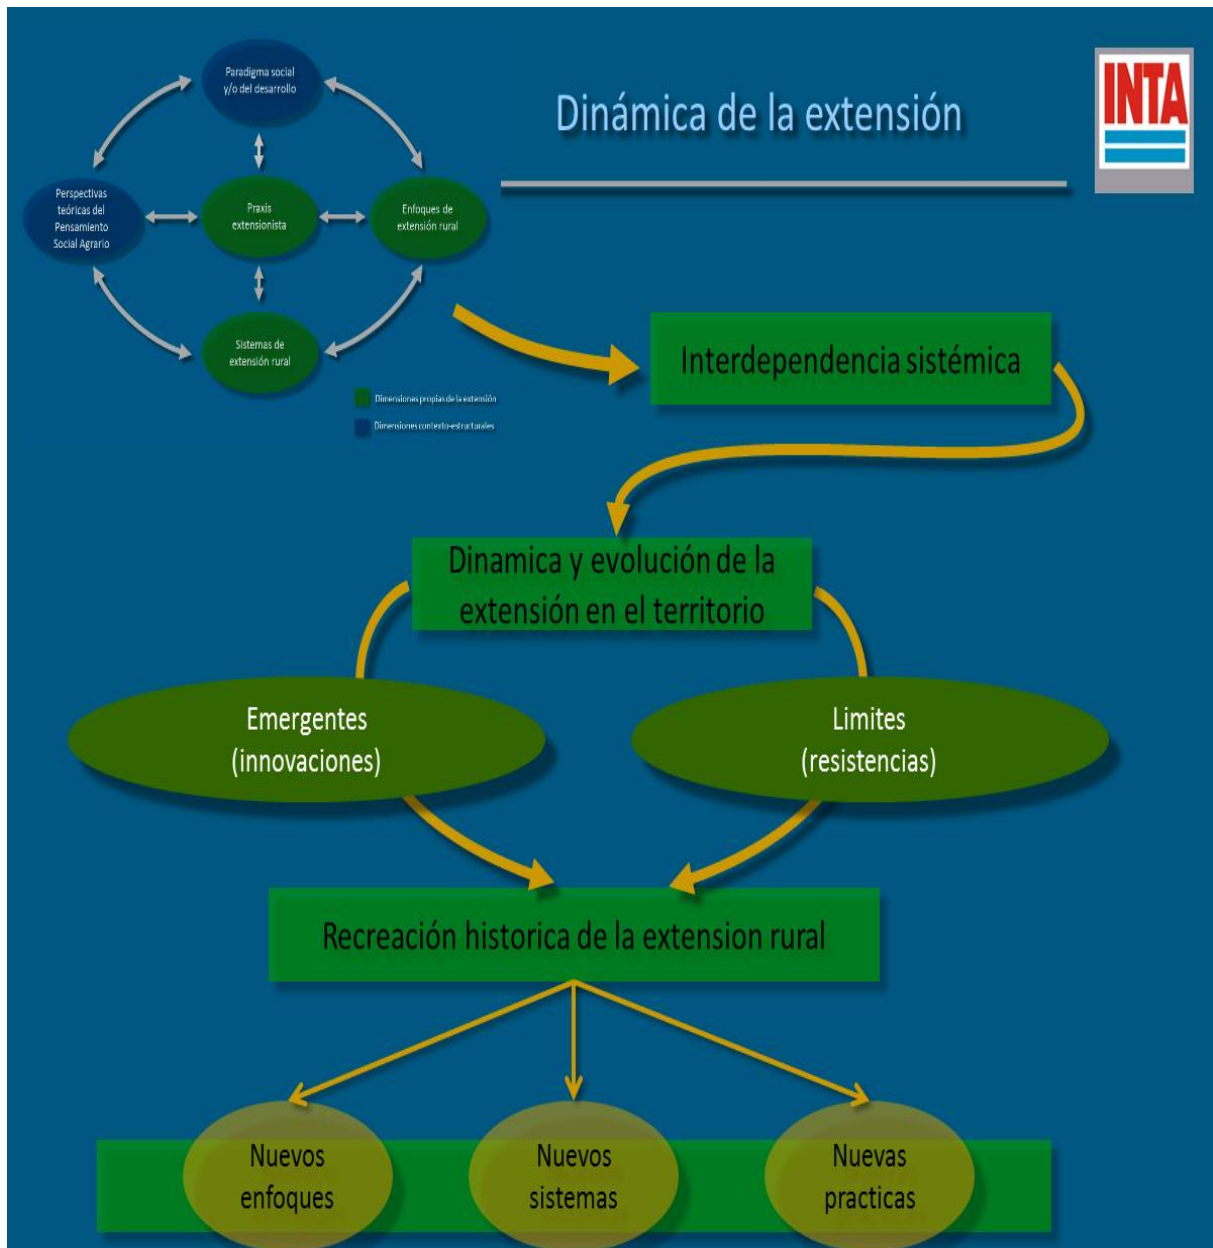 Paradigma social
y/o del desarrollo
Dinámica de la extensión
INTA
Perspectivas
teóricas del
Pensamiento
Social Agrario
Praxis
extensionista
Enfoques de
extensión rural
Sistemas de
extensión rural
Dimensiones propias de la extensión
Dimensiones contexto-estructurales
Interdependencia sistémica
Dinamica y evolución de la
extensión en el territorio
Emergentes
(innovaciones)
Limites
(resistencias)
Recreación historica de la extension rural
Nuevos
enfoques
Nuevos
sistemas
Nuevas
practicas